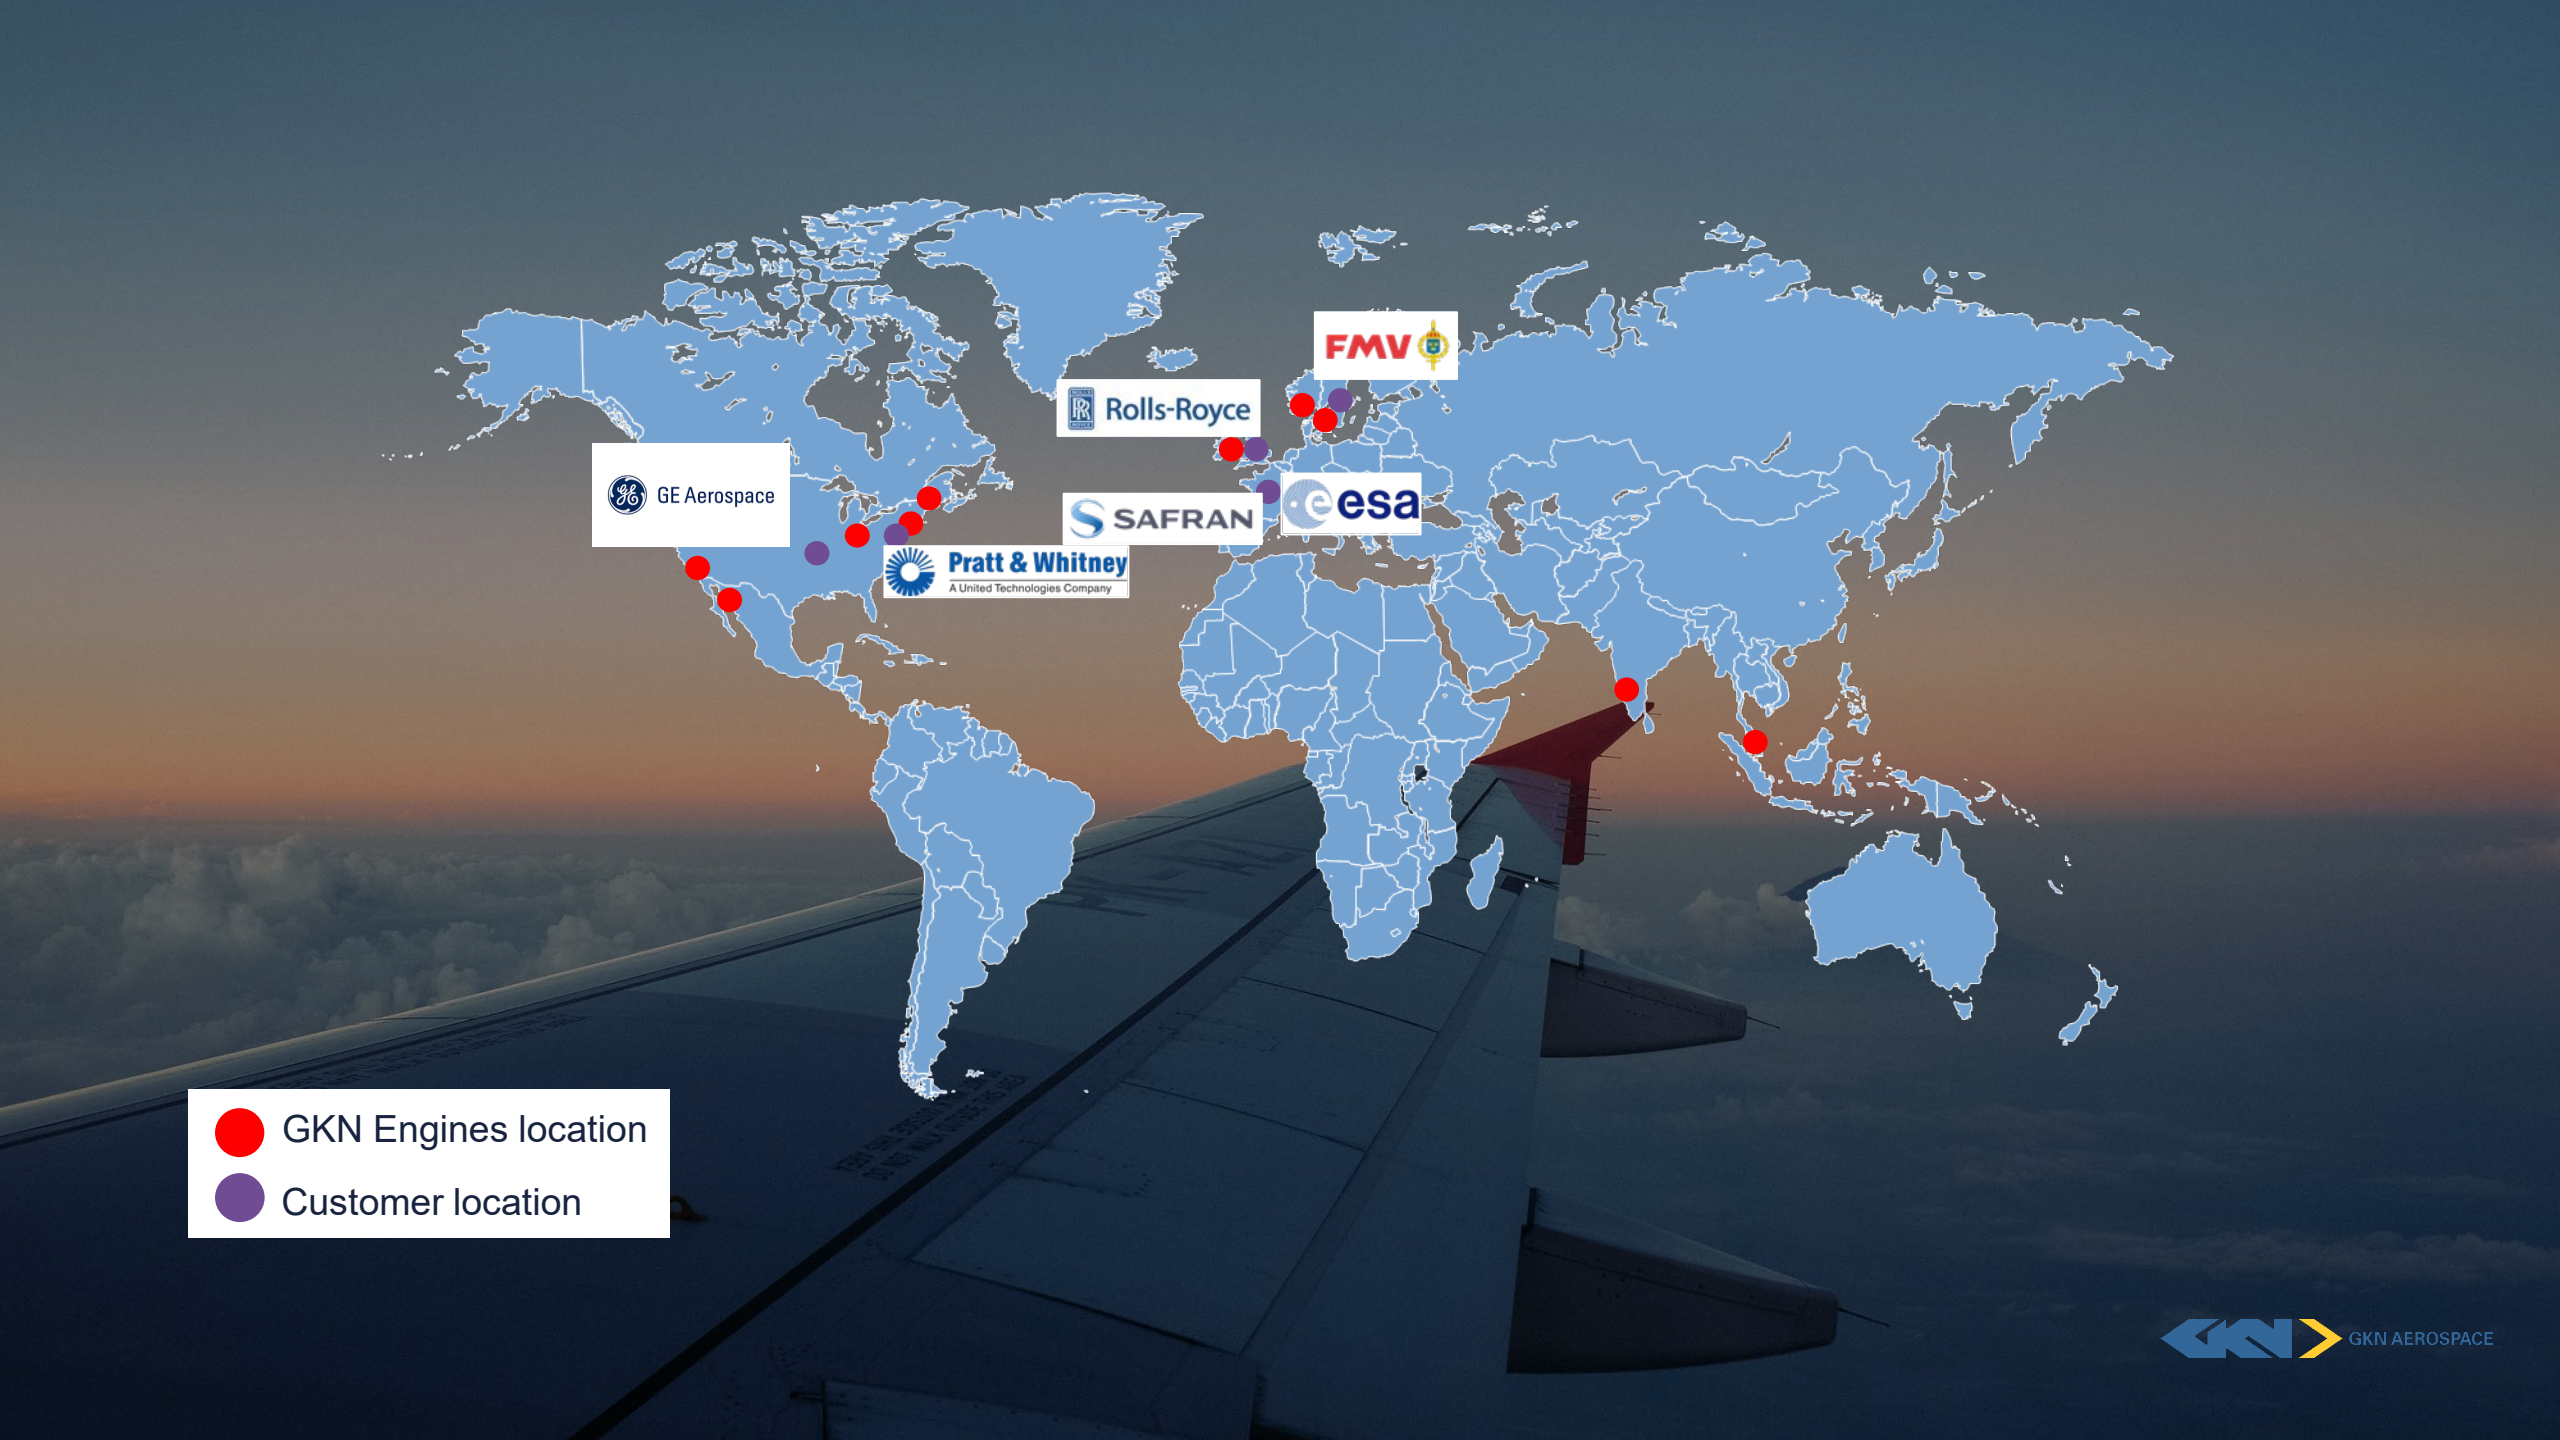 FMV
Rolls-Royce
GE Aerospace
SAFRAN
esa
Pratt & Whitney
A United Technologies Company
GKN Engines location
Customer location
GKN AEROSPACE